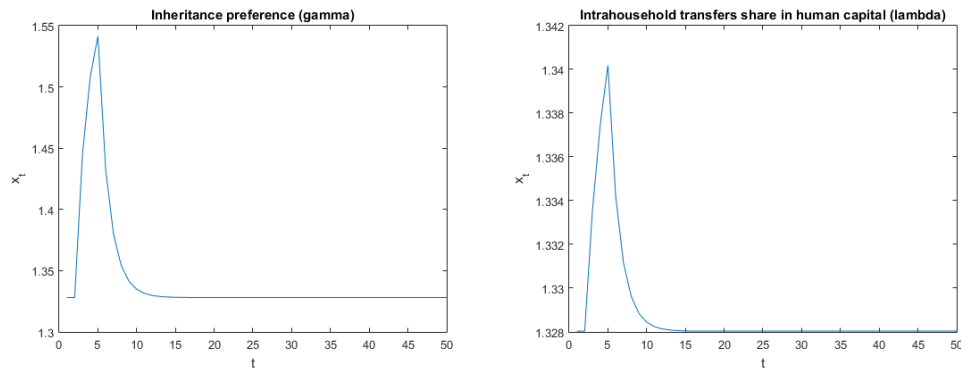 Inheritance preference (gamma)
1.55
1.5
1.45
1.4
1.35
1.3
x_t
0 5 10 15 20 25 30 35 40 45 50
t
Intrahousehold transfers share in human capital (lambda)
1.342
1.34
1.338
1.336
1.334
1.332
1.33
1.328
x_t
0 5 10 15 20 25 30 35 40 45 50
t